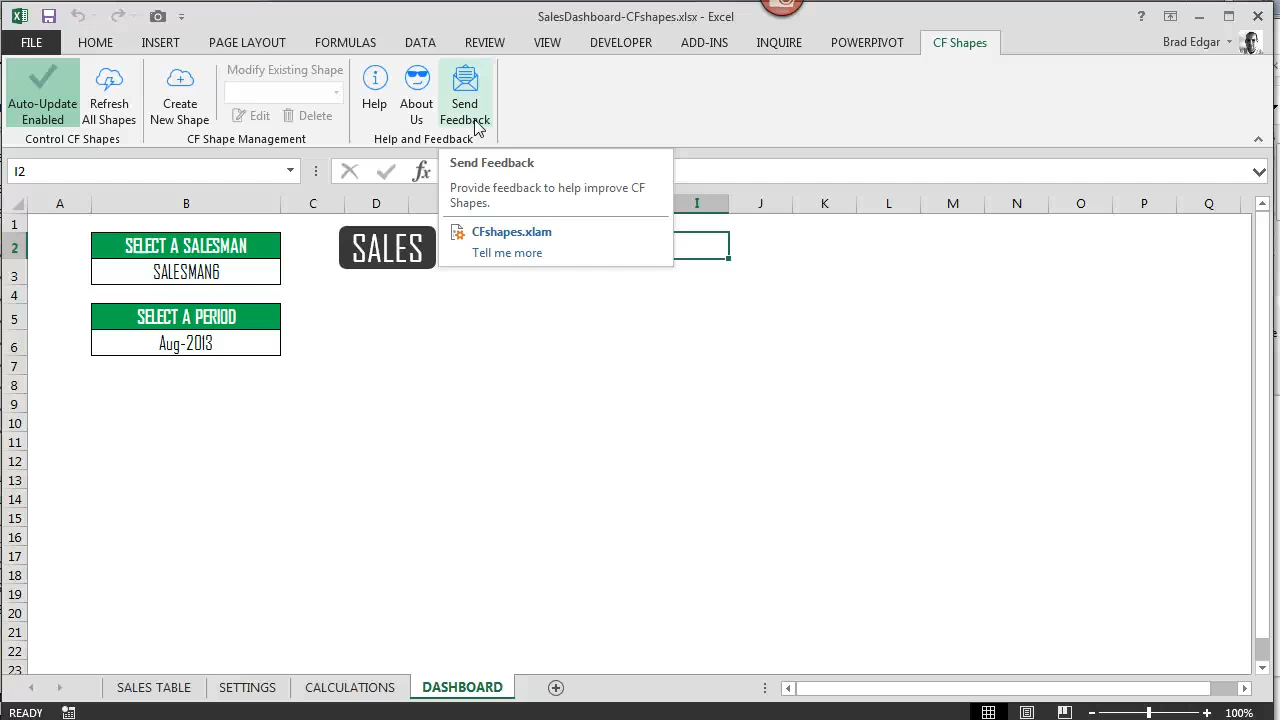 SalesDashboard-CFshapes.xlsx - Excel
?
FILE HOME INSERT PAGE LAYOUT FORMULAS DATA REVIEW VIEW DEVELOPER ADD-INS INQUIRE POWERPIVOT CF Shapes Brad Edgar
Auto-Update Enabled
Refresh All Shapes
Control CF Shapes
Create New Shape
Modify Existing Shape
Edit Delete
CF Shape Management
Help
About Us
Send Feedback
Help and Feedback
I2
fx
Send Feedback
Provide feedback to help improve CF
Shapes.
CFshapes.xlam
Tell me more
A B C D I J K L M N O P Q
1
2 SELECT A SALESMAN SALES
3 SALESMAN6
4
5 SELECT A PERIOD
6 Aug-2013
7
8
9
10
11
12
13
14
15
16
17
18
19
20
21
22
23
SALES TABLE SETTINGS CALCULATIONS DASHBOARD
READY 100%